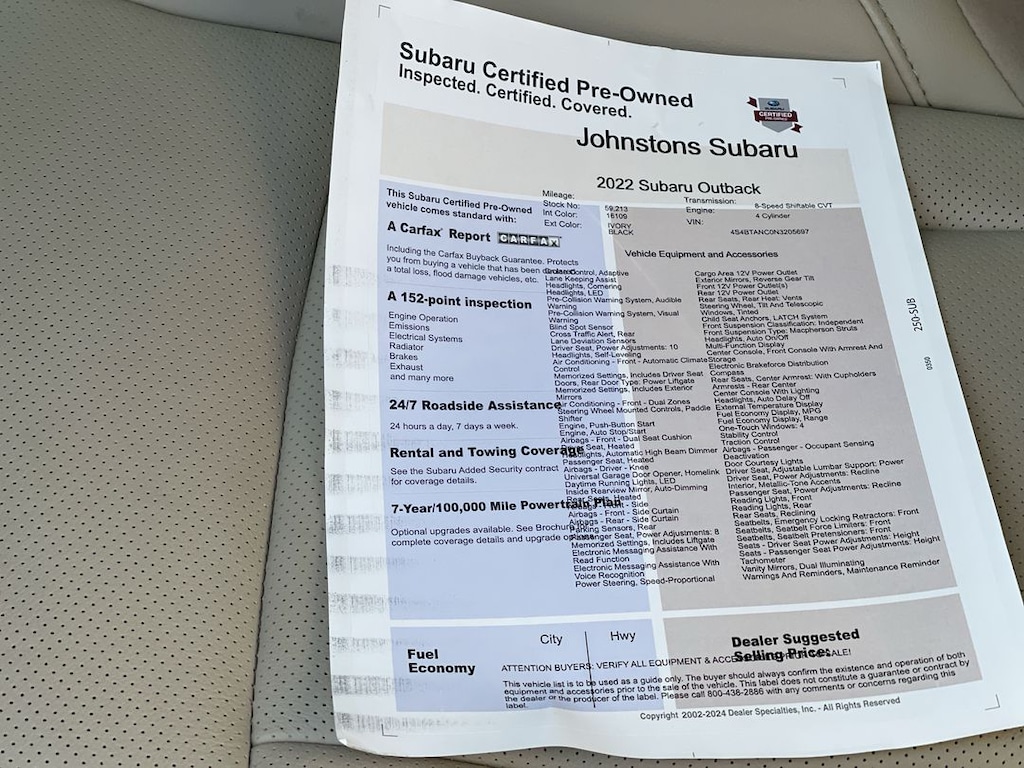 Subaru Certified Pre-Owned
Inspected. Certified. Covered.
SUBARU
CERTIFIED
PRE-OWNED
Johnstons Subaru
2022 Subaru Outback
This Subaru Certified Pre-Owned
vehicle comes standard with:
A Carfax Report CARFAX
Including the Carfax Buyback Guarantee. Protects
you from buying a vehicle that has been
a total loss, flood damage vehicles, etc.
A 152-point inspection
Engine Operation
Emissions
Electrical Systems
Radiator
Brakes
Exhaust
and many more
24/7 Roadside Assistance
24 hours a day, 7 days a week.
Rental and Towing Coverage
See the Subaru Added Security contract
for coverage details.
7-Year/100,000 Mile Powertrain Plan
Optional upgrades available. See Brochure
complete coverage details and upgrade options
Mileage: 59,213
Stock No: 16109
Int Color: IVORY
Ext Color: BLACK
Transmission: 8-Speed Shiftable CVT
Engine: 4 Cylinder
VIN: 4S4BTANC0N3205697
Vehicle Equipment and Accessories
Cruise Control, Adaptive
Lane Keeping Assist
Headlights, Cornering
Headlights, LED
Pre-Collision Warning System, Audible
Warning
Pre-Collision Warning System, Visual
Warning
Blind Spot Sensor
Cross Traffic Alert, Rear
Lane Deviation Sensors
Driver Seat, Power Adjustments: 10
Headlights, Self-Leveling
Air Conditioning - Front - Automatic Climate
Control
Memorized Settings, Includes Driver Seat
Doors, Rear Door Type: Power Liftgate
Memorized Settings, Includes Exterior
Mirrors
Air Conditioning - Front - Dual Zones
Steering Wheel Mounted Controls, Paddle
Shifter
Engine, Push-Button Start
Engine, Auto Stop/Start
Airbags - Front - Dual Seat Cushion
Driver Seat, Heated
Headlights, Automatic High Beam Dimmer
Passenger Seat, Heated
Airbags - Driver - Knee
Universal Garage Door Opener, Homelink
Daytime Running Lights, LED
Inside Rearview Mirror, Auto-Dimming
Rear Seats, Heated
Airbags - Front - Side
Airbags - Front - Side Curtain
Airbags - Rear - Side Curtain
Parking Sensors, Rear
Passenger Seat, Power Adjustments: 8
Memorized Settings, Includes Liftgate
Electronic Messaging Assistance With
Read Function
Electronic Messaging Assistance With
Voice Recognition
Power Steering, Speed-Proportional
Cargo Area 12V Power Outlet
Exterior Mirrors, Reverse Gear Tilt
Front 12V Power Outlet(s)
Rear 12V Power Outlet
Rear Seats, Rear Heat: Vents
Steering Wheel, Tilt And Telescopic
Windows, Tinted
Child Seat Anchors, LATCH System
Front Suspension Classification: Independent
Front Suspension Type: Macpherson Struts
Headlights, Auto On/Off
Multi-Function Display
Center Console, Front Console With Armrest And
Storage
Electronic Brakeforce Distribution
Compass
Rear Seats, Center Armrest: With Cupholders
Armrests - Rear Center
Center Console With Lighting
Headlights, Auto Delay Off
External Temperature Display
Fuel Economy Display, MPG
Fuel Economy Display, Range
One-Touch Windows: 4
Stability Control
Traction Control
Airbags - Passenger - Occupant Sensing
Deactivation
Door Courtesy Lights
Driver Seat, Adjustable Lumbar Support: Power
Driver Seat, Power Adjustments: Recline
Interior, Metallic-Tone Accents
Passenger Seat, Power Adjustments: Recline
Reading Lights, Front
Reading Lights, Rear
Rear Seats, Reclining
Seatbelts, Emergency Locking Retractors: Front
Seatbelts, Seatbelt Force Limiters: Front
Seatbelts, Seatbelt Pretensioners: Front
Seats - Driver Seat Power Adjustments: Height
Seats - Passenger Seat Power Adjustments: Height
Tachometer
Vanity Mirrors, Dual Illuminating
Warnings And Reminders, Maintenance Reminder
250-SUB
0350
Fuel
Economy
City
Hwy
Dealer Suggested
Selling Price:
ATTENTION BUYERS: VERIFY ALL EQUIPMENT & ACCESSORIES PRIOR TO SALE!
This vehicle list is to be used as a guide only. The buyer should always confirm the existence and operation of both
equipment and accessories prior to the sale of the vehicle. This label does not constitute a guarantee or contract by
the dealer or the producer of the label. Please call 800-438-2886 with any comments or concerns regarding this
label.
Copyright 2002-2024 Dealer Specialties, Inc - All Rights Reserved